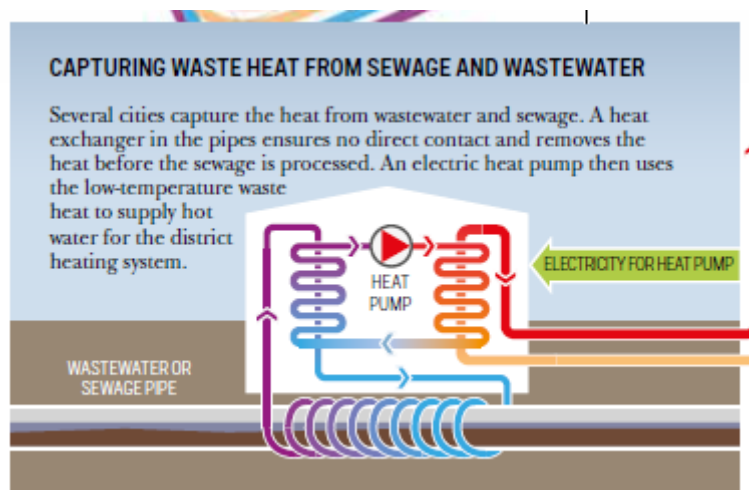 CAPTURING WASTE HEAT FROM SEWAGE AND WASTEWATER
Several cities capture the heat from wastewater and sewage. A heat
exchanger in the pipes ensures no direct contact and removes the
heat before the sewage is processed. An electric heat pump then uses
the low-temperature waste
heat to supply hot
water for the district
heating system.
HEAT
PUMP
ELECTRICITY FOR HEAT PUMP
WASTEWATER OR
SEWAGE PIPE